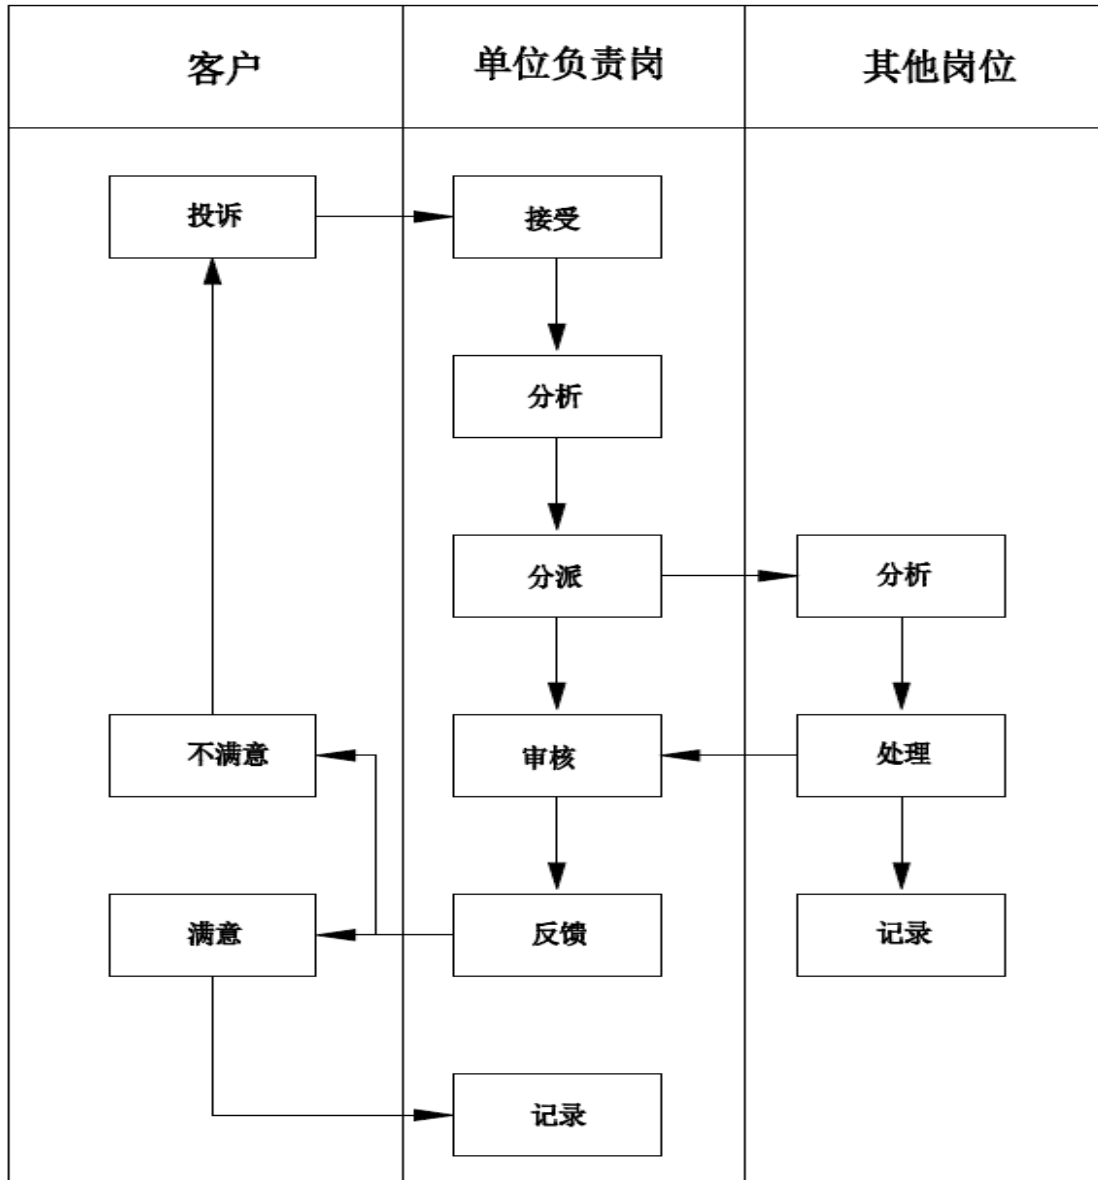 客户
单位负责岗
其他岗位
投诉
接受
分析
分派
分析
不满意
审核
处理
满意
反馈
记录
记录